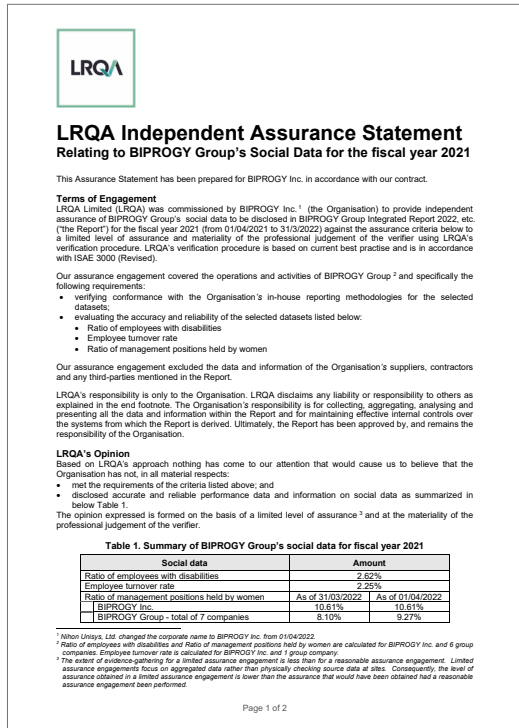 LRQA
LRQA Independent Assurance Statement
Relating to BIPROGY Group's Social Data for the fiscal year 2021
This Assurance Statement has been prepared for BIPROGY Inc. in accordance with our contract.
Terms of Engagement
LRQA Limited (LRQA) was commissioned by BIPROGY Inc. 1 (the Organisation) to provide independent
assurance of BIPROGY Group's social data to be disclosed in BIPROGY Group Integrated Report 2022, etc.
("the Report") for the fiscal year 2021 (from 01/04/2021 to 31/3/2022) against the assurance criteria below to
a limited level of assurance and materiality of the professional judgement of the verifier using LRQA's
verification procedure. LRQA's verification procedure is based on current best practise and is in accordance
with ISAE 3000 (Revised).
Our assurance engagement covered the operations and activities of BIPROGY Group 2 and specifically the
following requirements:
• verifying conformance with the Organisation's in-house reporting methodologies for the selected
datasets;
• evaluating the accuracy and reliability of the selected datasets listed below:
• Ratio of employees with disabilities
• Employee turnover rate
• Ratio of management positions held by women
Our assurance engagement excluded the data and information of the Organisation's suppliers, contractors
and any third-parties mentioned in the Report.
LRQA's responsibility is only to the Organisation. LRQA disclaims any liability or responsibility to others as
explained in the end footnote. The Organisation's responsibility is for collecting, aggregating, analysing and
presenting all the data and information within the Report and for maintaining effective internal controls over
the systems from which the Report is derived. Ultimately, the Report has been approved by, and remains the
responsibility of the Organisation.
LRQA's Opinion
Based on LRQA's approach nothing has come to our attention that would cause us to believe that the
Organisation has not, in all material respects:
• met the requirements of the criteria listed above; and
• disclosed accurate and reliable performance data and information on social data as summarized in
below Table 1.
The opinion expressed is formed on the basis of a limited level of assurance 3 and at the materiality of the
professional judgement of the verifier.
Table 1. Summary of BIPROGY Group's social data for fiscal year 2021
Social data Amount
Ratio of employees with disabilities 2.62%
Employee turnover rate 2.25%
Ratio of management positions held by women As of 31/03/2022 As of 01/04/2022
BIPROGY Inc. 10.61% 10.61%
BIPROGY Group - total of 7 companies 8.10% 9.27%
1 Nihon Unisys, Ltd. changed the corporate name to BIPROGY Inc. from 01/04/2022.
2 Ratio of employees with disabilities and Ratio of management positions held by women are calculated for BIPROGY Inc. and 6 group
companies. Employee turnover rate is calculated for BIPROGY Inc. and 1 group company.
3 The extent of evidence-gathering for a limited assurance engagement is less than for a reasonable assurance engagement. Limited
assurance engagements focus on aggregated data rather than physically checking source data at sites. Consequently, the level of
assurance obtained in a limited assurance engagement is lower than the assurance that would have been obtained had a reasonable
assurance engagement been performed.
Page 1 of 2